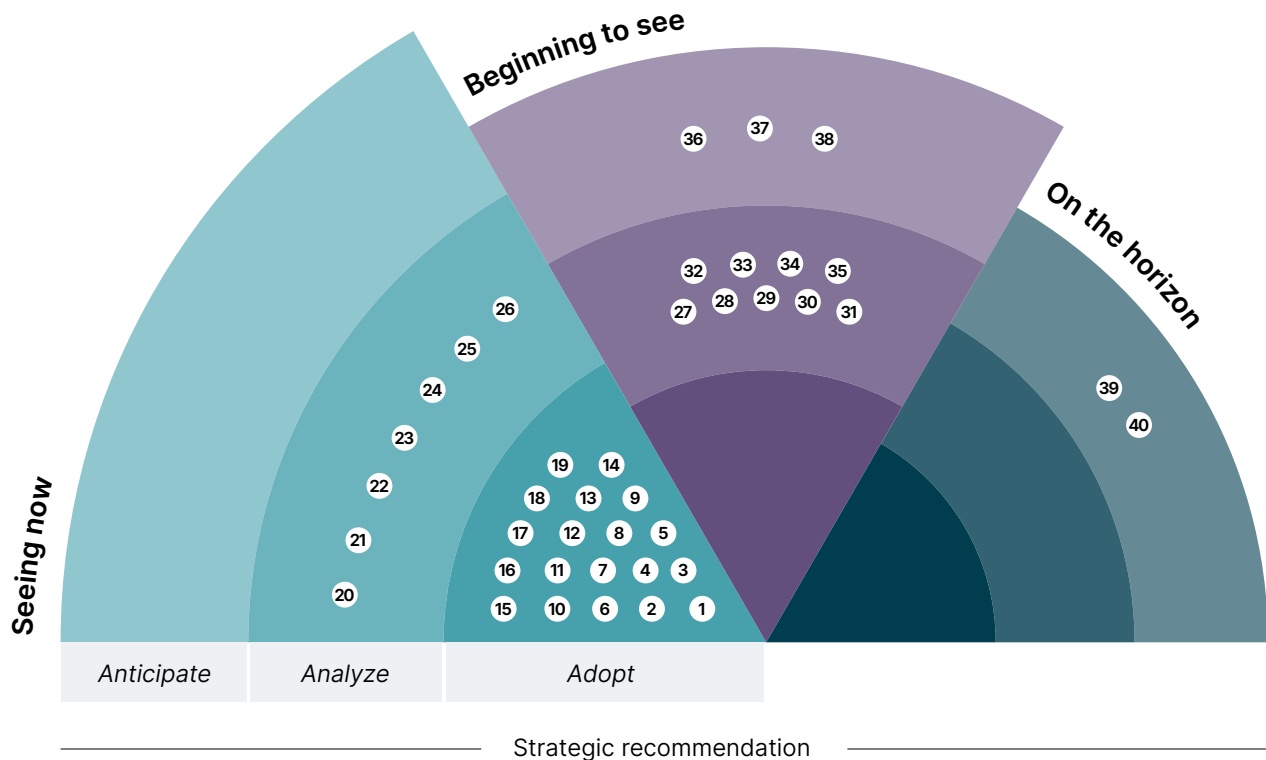 Beginning to see
37
36 38
On the horizon
34
33
32 35
29
28 30
27 31
26
25
39
24
40
23
19 14
Seeing now
22
18 13 9
17 12 8 5
21
16 11 7 4 3
20
15 10 6 2 1
Anticipate Analyze Adopt
Strategic recommendation